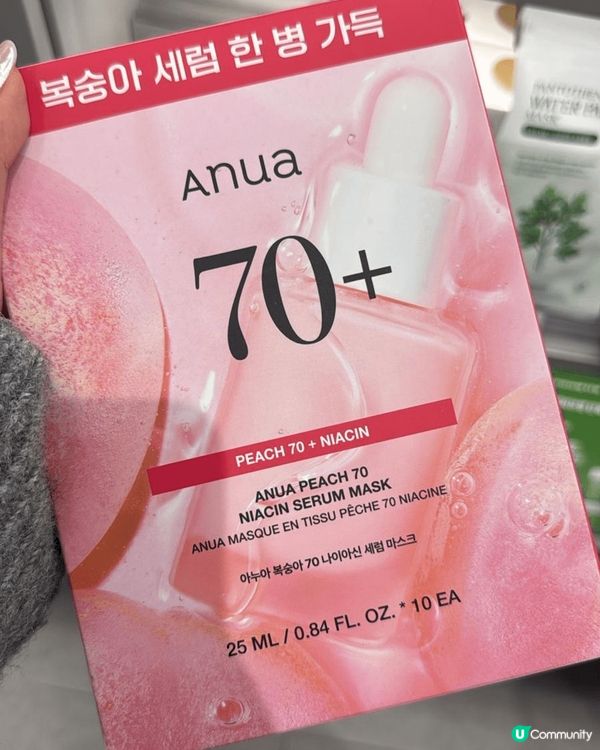 복숭아 세럼 한 병 가득
Anua
70+
PEACH 70 + NIACIN
ANUA PEACH 70
NIACIN SERUM MASK
ANUA MASQUE EN TISSU PÊCHE 70 NIACINE
아누아 복숭아 70 나이아신 세럼 마스크
25 ML / 0.84 FL. OZ. * 10 EA
WATER
MASK
U Community